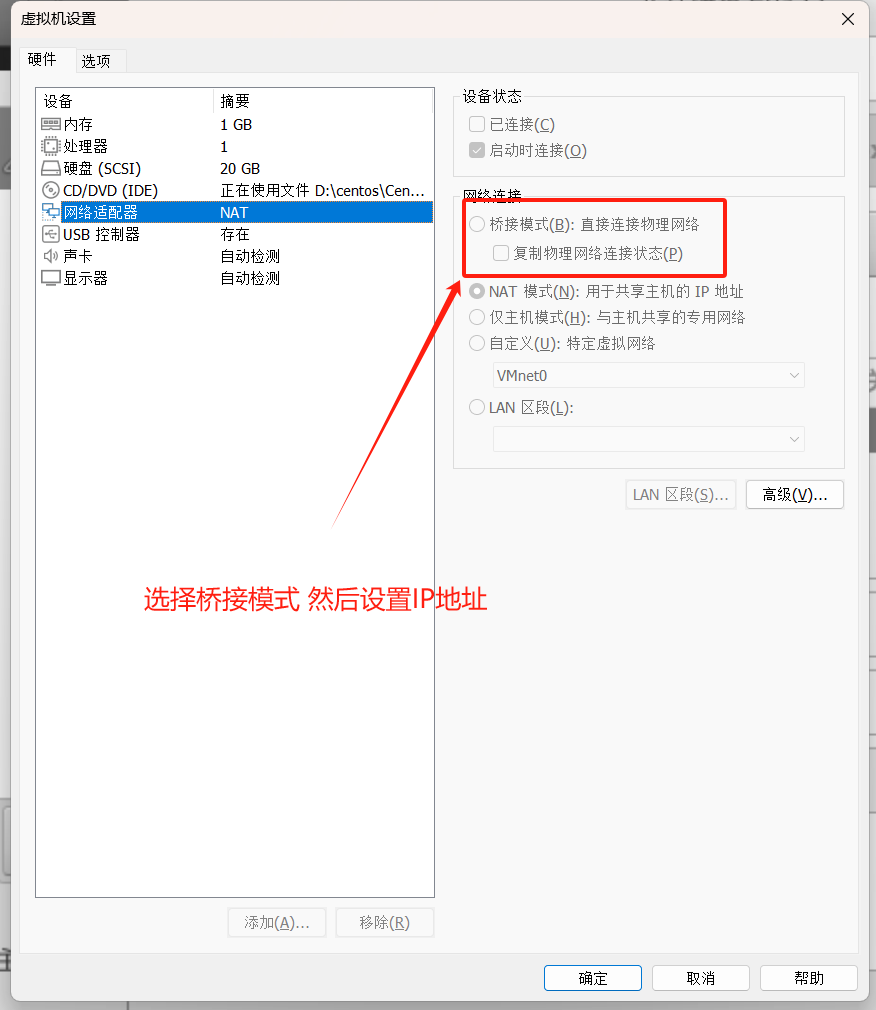 虚拟机设置
硬件 选项
设备 摘要
内存 1 GB
处理器 1
硬盘 (SCSI) 20 GB
CD/DVD (IDE) 正在使用文件 D:\centos\Cen...
网络适配器 NAT
USB 控制器 存在
声卡 自动检测
显示器 自动检测
添加(A)... 移除(R)
设备状态
已连接(C)
启动时连接(O)
网络连接
桥接模式(B): 直接连接物理网络
复制物理网络连接状态(P)
NAT 模式(N): 用于共享主机的 IP 地址
仅主机模式(H): 与主机共享的专用网络
自定义(U): 特定虚拟网络
VMnet0
LAN 区段(L):
LAN 区段(S)... 高级(V)...
选择桥接模式 然后设置IP地址
确定 取消 帮助